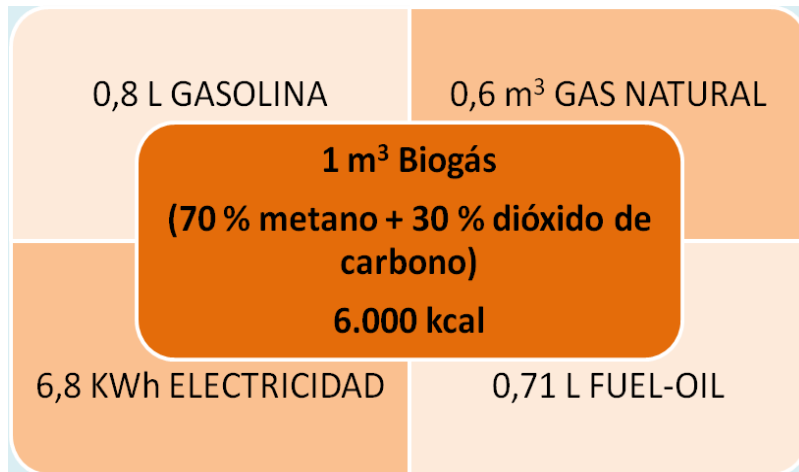 0,8 L GASOLINA
0,6 m³ GAS NATURAL
1 m³ Biogás
(70 % metano + 30 % dióxido de
carbono)
6.000 kcal
6,8 KWh ELECTRICIDAD
0,71 L FUEL-OIL